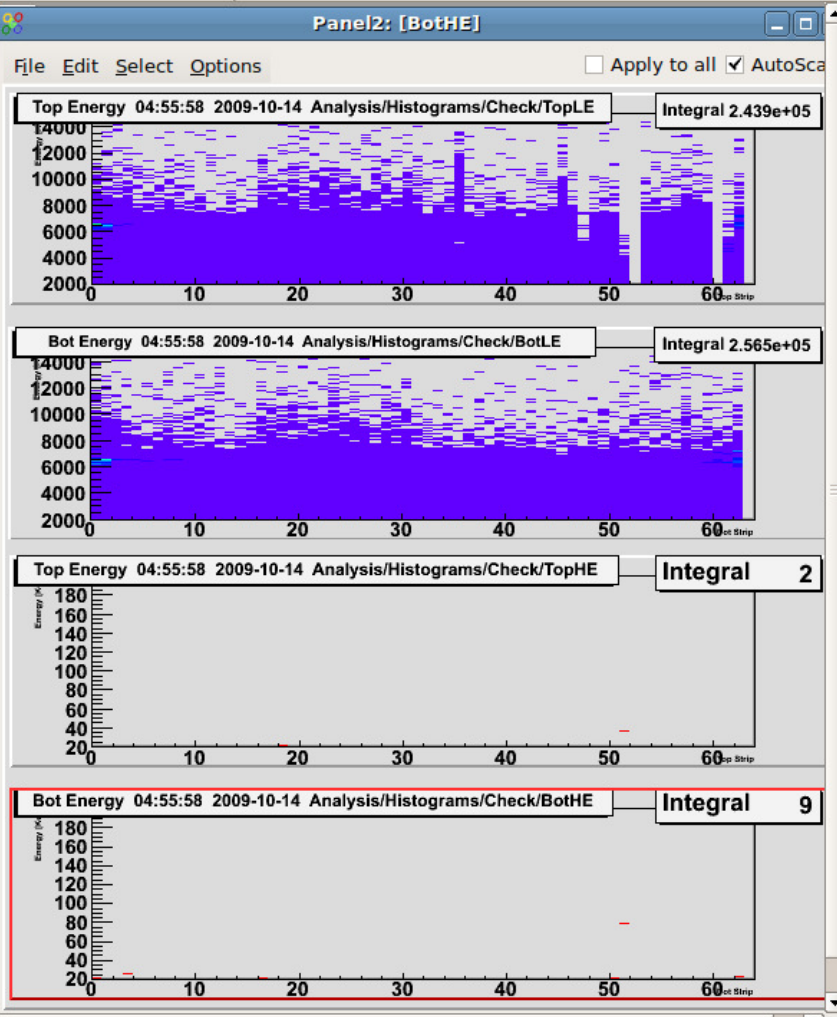 Panel2: [BotHE]
File Edit Select Options Apply to all AutoSca
Top Energy 04:55:58 2009-10-14 Analysis/Histograms/Check/TopLE Integral 2.439e+05
14000
12000
10000
8000
6000
4000
2000
0 10 20 30 40 50 60 Strip
Bot Energy 04:55:58 2009-10-14 Analysis/Histograms/Check/BotLE Integral 2.565e+05
14000
12000
10000
8000
6000
4000
2000
0 10 20 30 40 50 60 Strip
Top Energy 04:55:58 2009-10-14 Analysis/Histograms/Check/TopHE Integral 2
Energy
180
160
140
120
100
80
60
40
20
0 10 20 30 40 50 60 Strip
Bot Energy 04:55:58 2009-10-14 Analysis/Histograms/Check/BotHE Integral 9
Energy
180
160
140
120
100
80
60
40
20
0 10 20 30 40 50 60 Strip